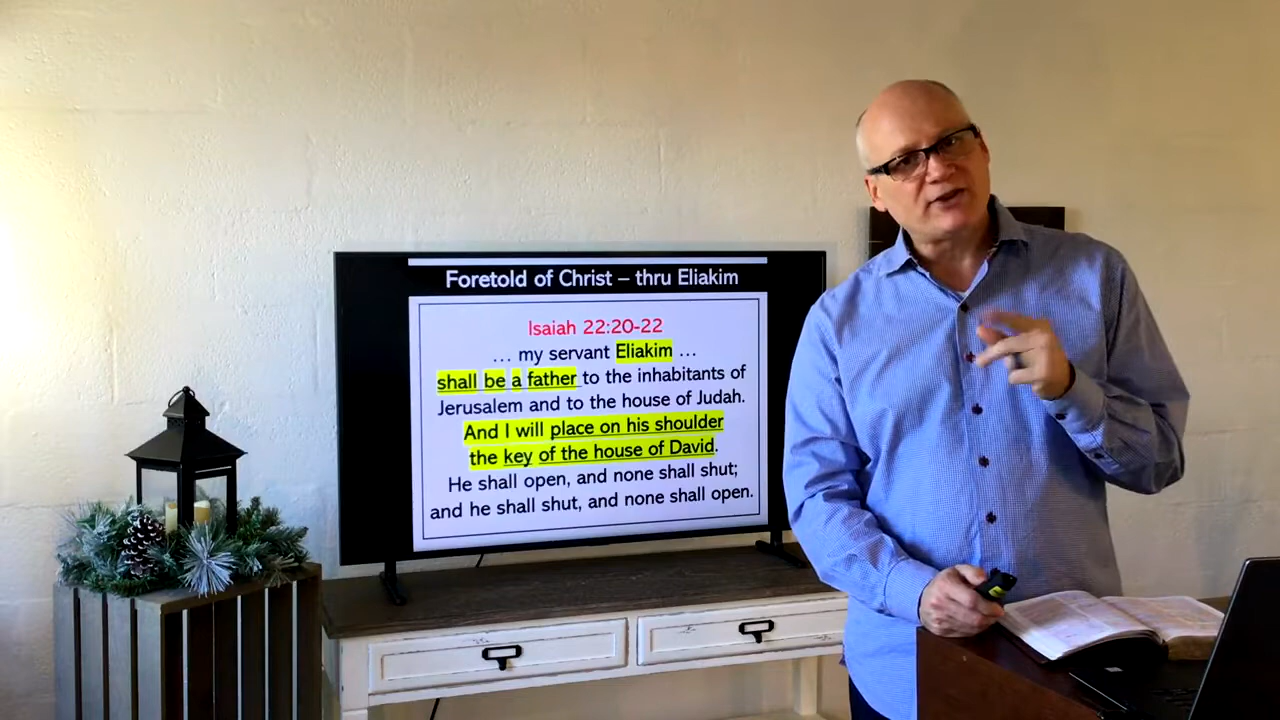 Foretold of Christ – thru Eliakim
Isaiah 22:20-22
… my servant Eliakim …
shall be a father to the inhabitants of
Jerusalem and to the house of Judah.
And I will place on his shoulder
the key of the house of David.
He shall open, and none shall shut;
and he shall shut, and none shall open.